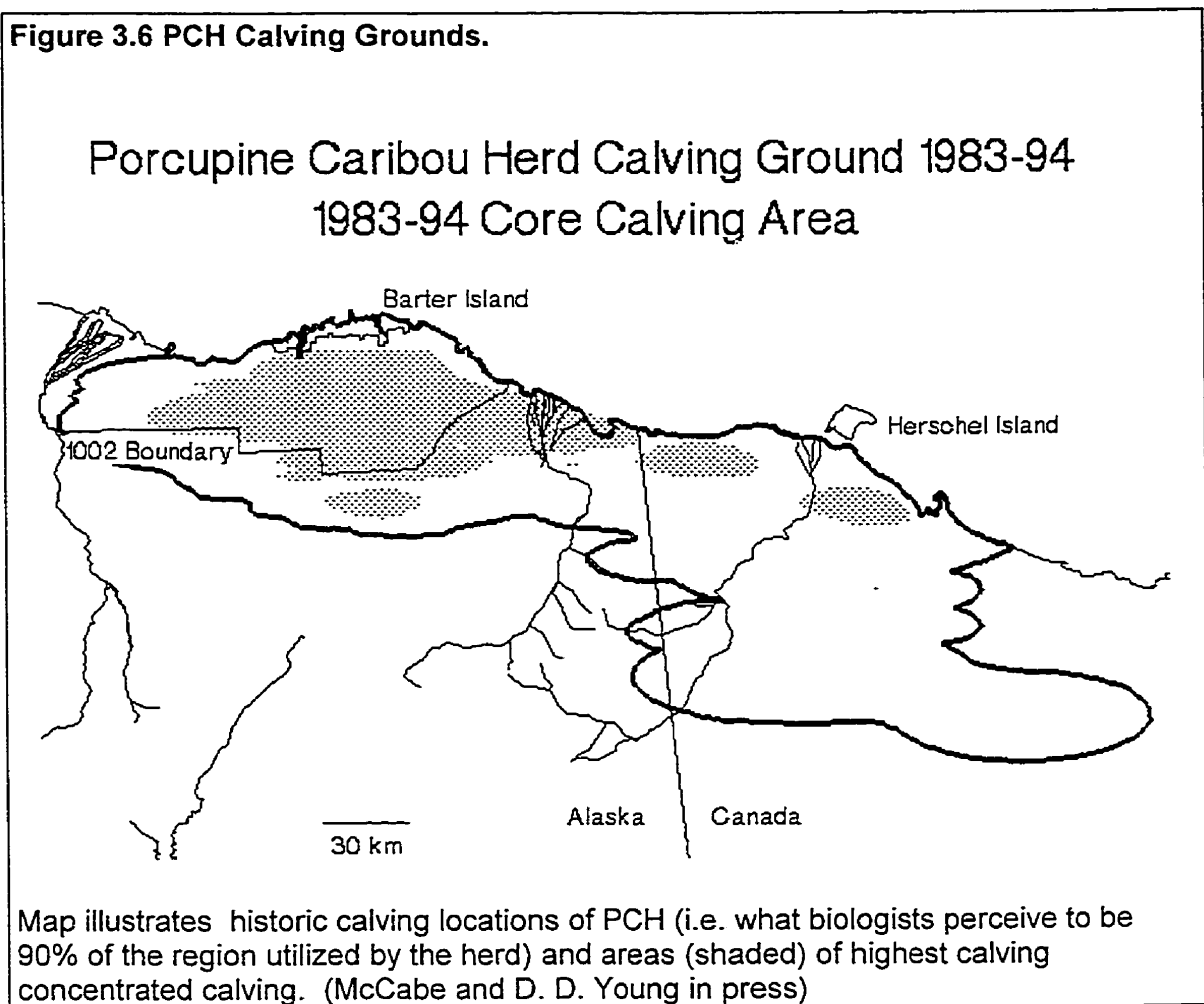 Figure 3.6 PCH Calving Grounds.
Porcupine Caribou Herd Calving Ground 1983-94
1983-94 Core Calving Area
Barter Island
Herschel Island
1002 Boundary
Alaska
Canada
30 km
Map illustrates historic calving locations of PCH (i.e. what biologists perceive to be
90% of the region utilized by the herd) and areas (shaded) of highest calving
concentrated calving. (McCabe and D. D. Young in press)